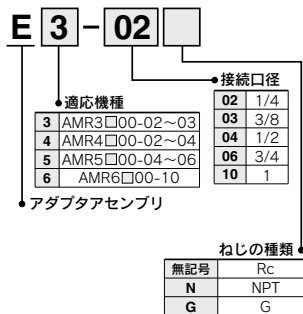 E 3 - 02 □
接続口径
02 1/4
03 3/8
04 1/2
06 3/4
10 1
適応機種
3 AMR3□00-02～03
4 AMR4□00-02～04
5 AMR5□00-04～06
6 AMR6□00-10
アダプタアセンブリ
ねじの種類
無記号 Rc
N NPT
G G